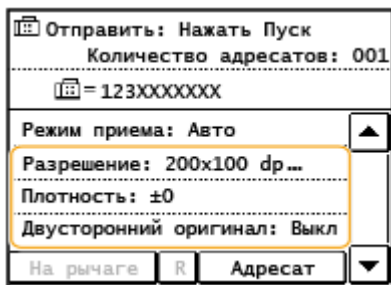 Отправить: Нажать Пуск
Количество адресатов: 001
=123XXXXXXX
Режим приема: Авто
Разрешение: 200x100 dp...
Плотность: ±0
Двусторонний оригинал: Выкл
На рычаге R Адресат